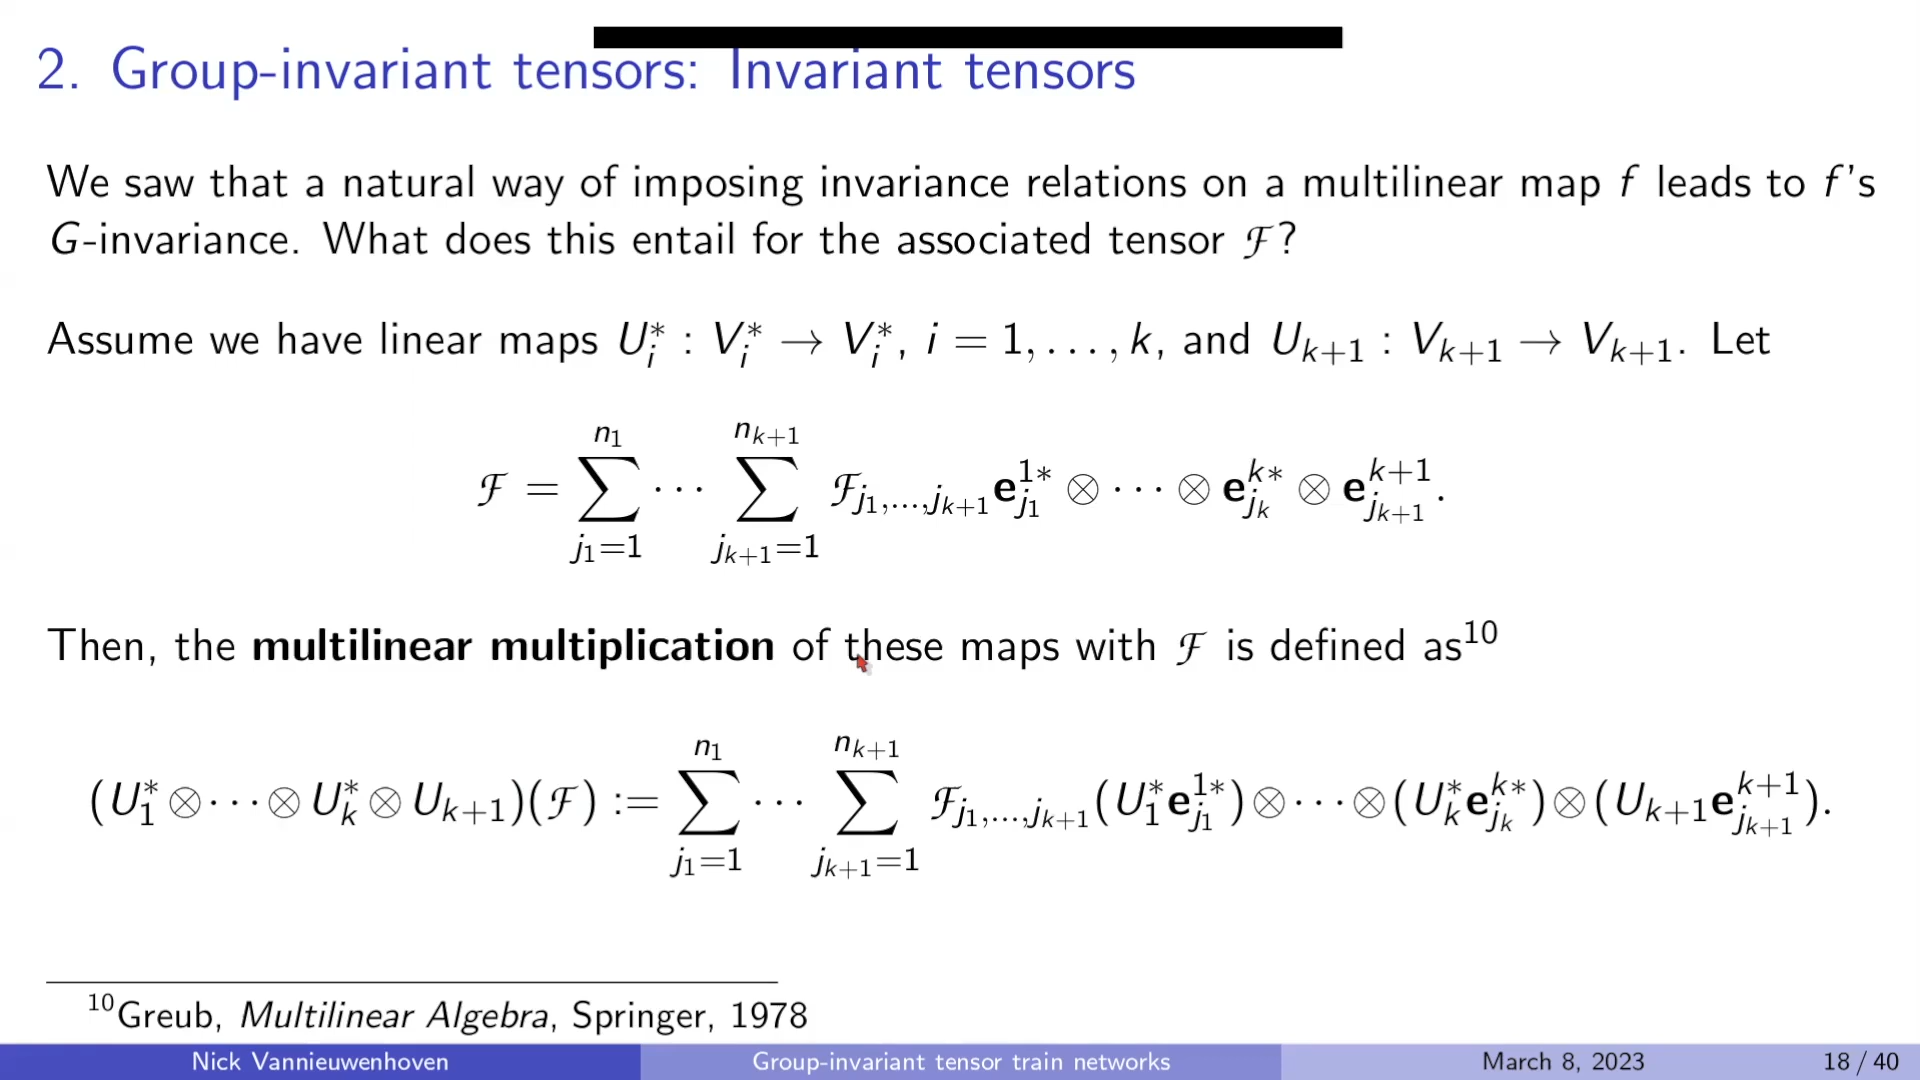 2. Group-invariant tensors: Invariant tensors
We saw that a natural way of imposing invariance relations on a multilinear map f leads to f's
G-invariance. What does this entail for the associated tensor ℱ?
Assume we have linear maps U_i^* : V_i^* → V_i^*, i = 1, . . . , k, and U_{k+1} : V_{k+1} → V_{k+1}. Let
ℱ = ∑_{j_1=1}^{n_1} ⋯ ∑_{j_{k+1}=1}^{n_{k+1}} ℱ_{j_1,...,j_{k+1}} e_{j_1}^{1*} ⊗ ⋯ ⊗ e_{j_k}^{k*} ⊗ e_{j_{k+1}}^{k+1}.
Then, the multilinear multiplication of these maps with ℱ is defined as^{10}
(U_1^* ⊗ ⋯ ⊗ U_k^* ⊗ U_{k+1})(ℱ) := ∑_{j_1=1}^{n_1} ⋯ ∑_{j_{k+1}=1}^{n_{k+1}} ℱ_{j_1,...,j_{k+1}} (U_1^* e_{j_1}^{1*}) ⊗ ⋯ ⊗ (U_k^* e_{j_k}^{k*}) ⊗ (U_{k+1} e_{j_{k+1}}^{k+1}).
^{10}Greub, Multilinear Algebra, Springer, 1978
Nick Vannieuwenhoven Group-invariant tensor train networks March 8, 2023 18 / 40